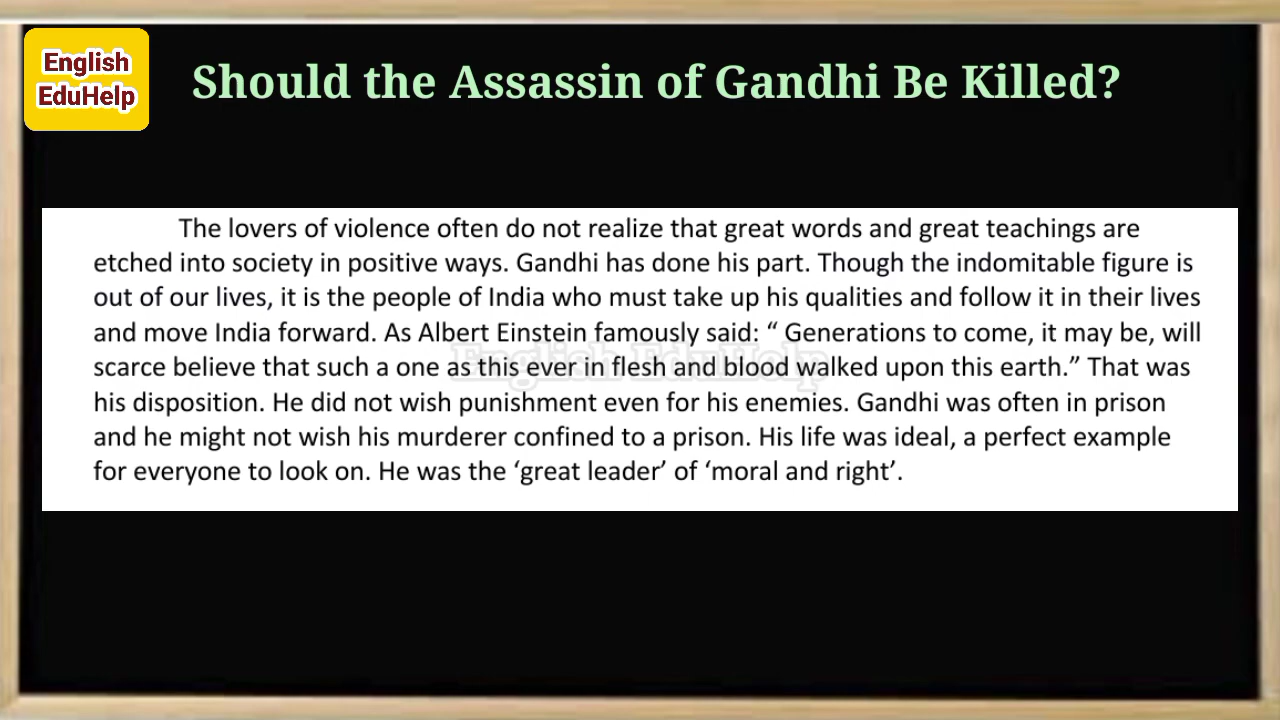 English
EduHelp
Should the Assassin of Gandhi Be Killed?
The lovers of violence often do not realize that great words and great teachings are
etched into society in positive ways. Gandhi has done his part. Though the indomitable figure is
out of our lives, it is the people of India who must take up his qualities and follow it in their lives
and move India forward. As Albert Einstein famously said: “ Generations to come, it may be, will
scarce believe that such a one as this ever in flesh and blood walked upon this earth.” That was
his disposition. He did not wish punishment even for his enemies. Gandhi was often in prison
and he might not wish his murderer confined to a prison. His life was ideal, a perfect example
for everyone to look on. He was the ‘great leader’ of ‘moral and right’.
English EduHelp